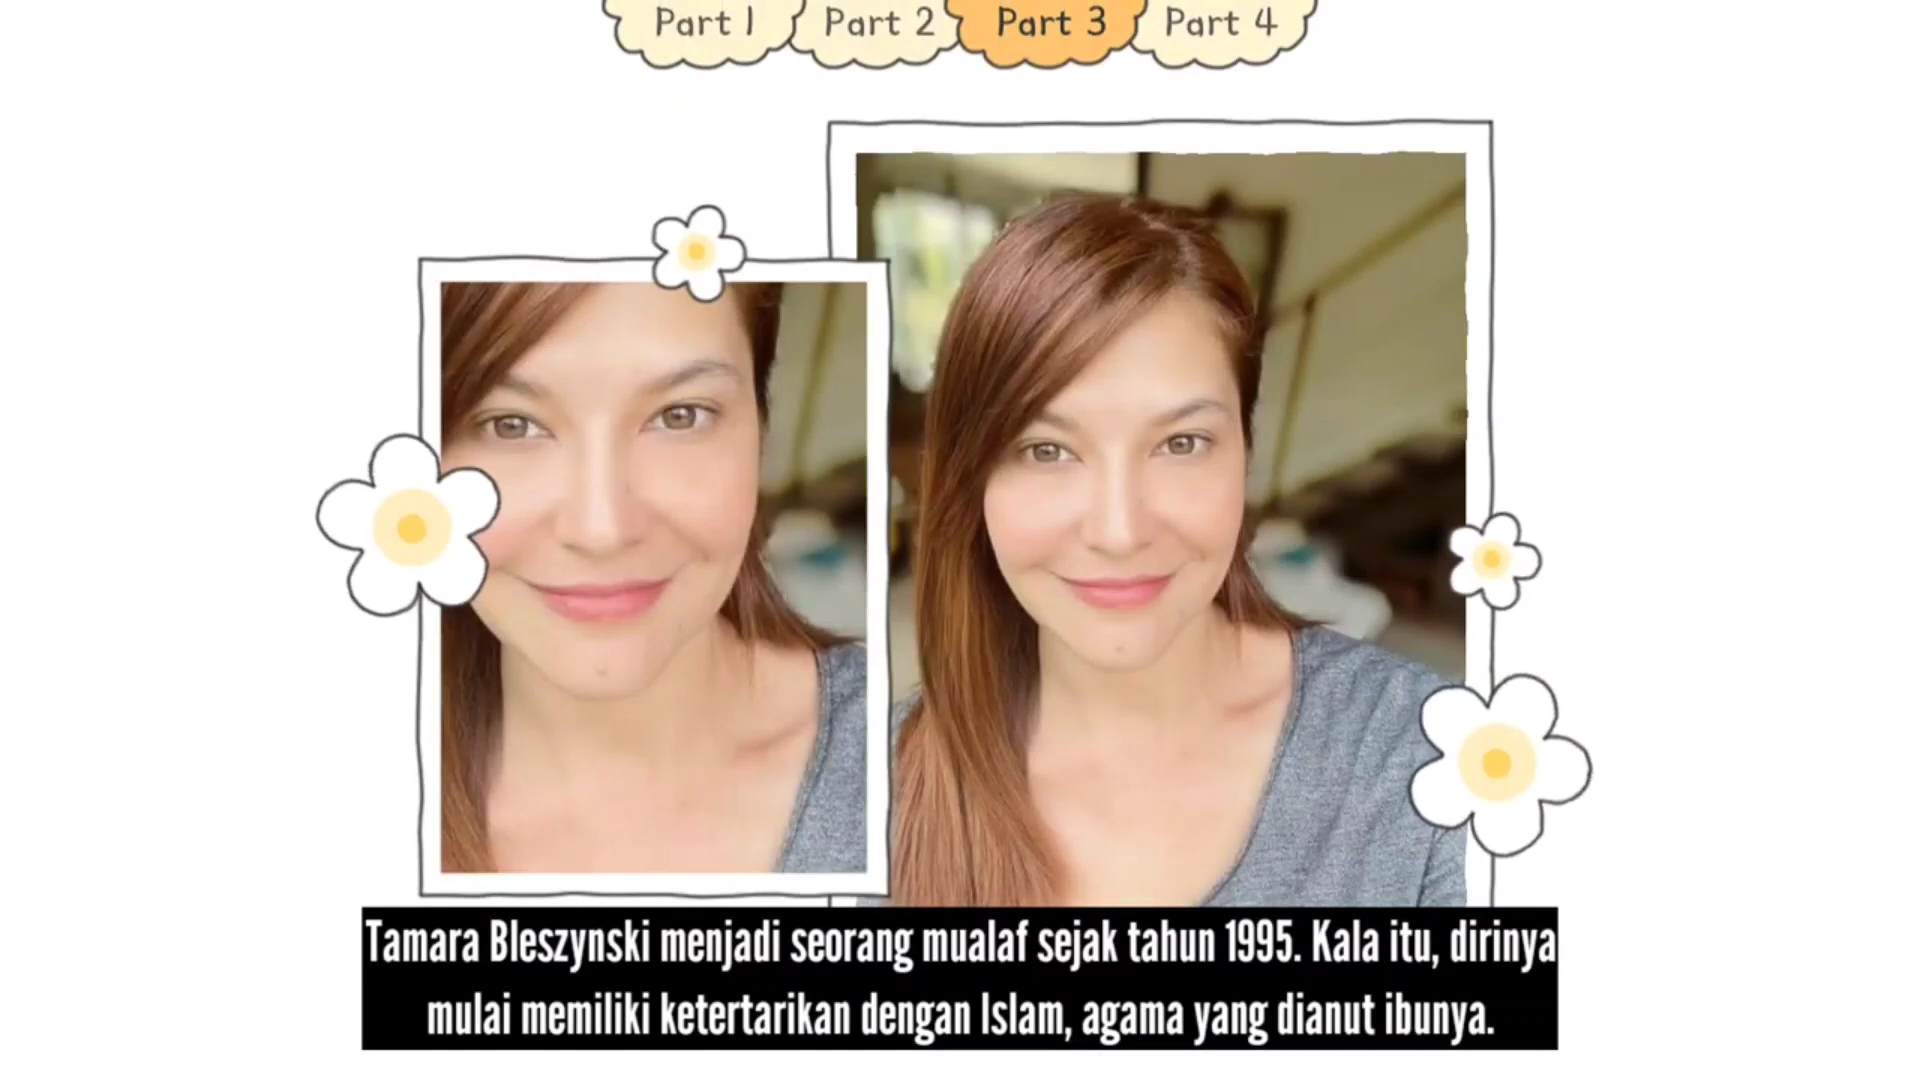 Part 1 Part 2 Part 3 Part 4
Tamara Bleszynski menjadi seorang mualaf sejak tahun 1995. Kala itu, dirinya
mulai memiliki ketertarikan dengan Islam, agama yang dianut ibunya.